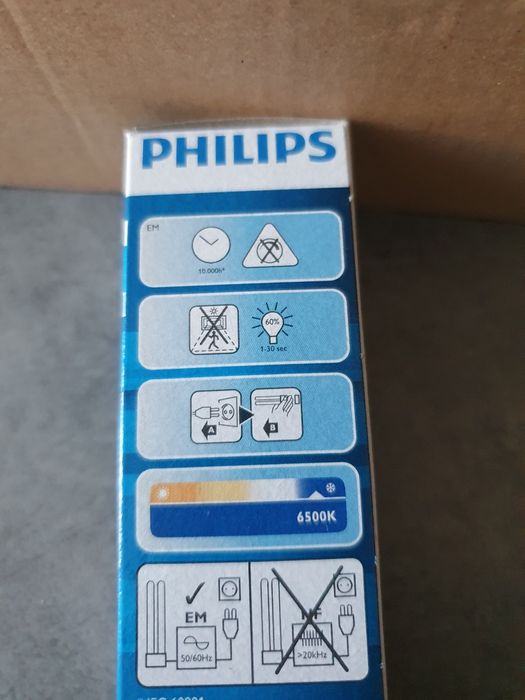 PHILIPS
EM
10.000h*
60%
1-30 sec
A
B
6500K
EM
50/60Hz
HF
>20kHz